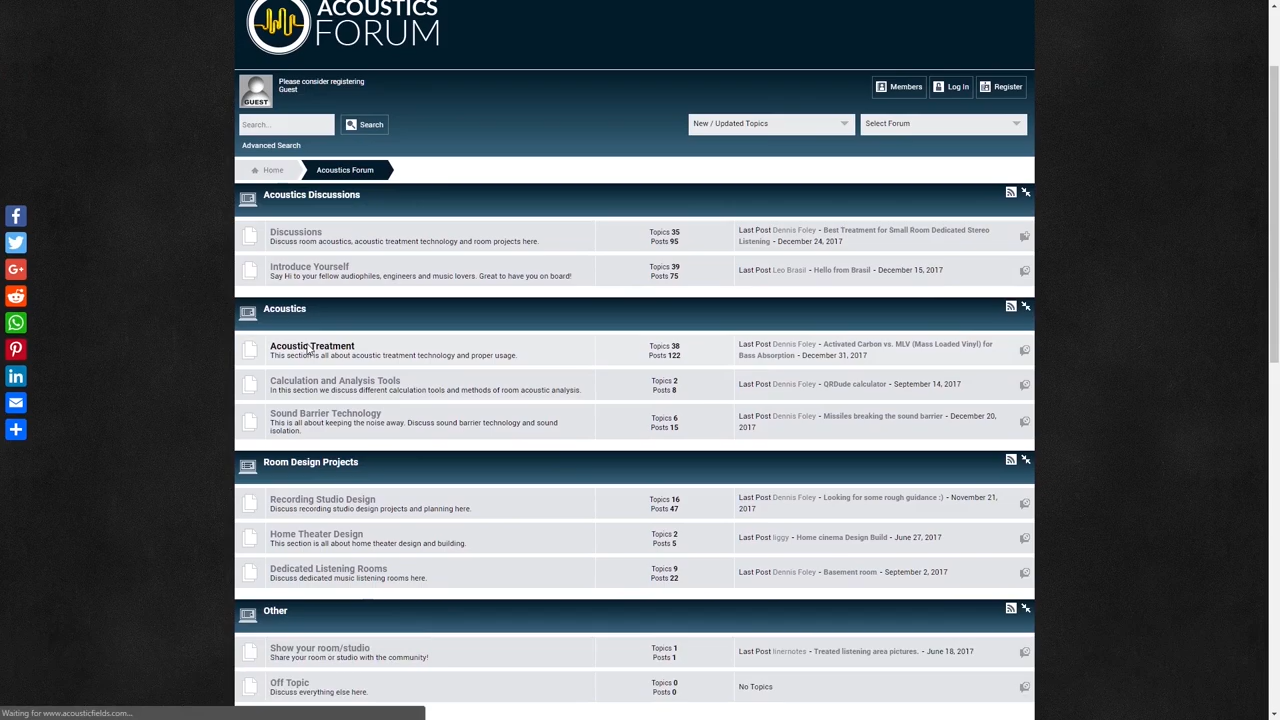 ACOUSTICS
FORUM
Please consider registering
Guest
GUEST
Members
Log In
Register
Search...
Search
New / Updated Topics
Select Forum
Advanced Search
Home
Acoustics Forum
Acoustics Discussions
Discussions
Discuss room acoustics, acoustic treatment technology and room projects here.
Topics 35
Posts 95
Last Post Dennis Foley - Best Treatment for Small Room Dedicated Stereo
Listening - December 24, 2017
Introduce Yourself
Say Hi to your fellow audiophiles, engineers and music lovers. Great to have you on board!
Topics 39
Posts 75
Last Post Leo Brasil - Hello from Brasil - December 15, 2017
Acoustics
Acoustic Treatment
This section is all about acoustic treatment technology and proper usage.
Topics 38
Posts 122
Last Post Dennis Foley - Activated Carbon vs. MLV (Mass Loaded Vinyl) for
Bass Absorption - December 31, 2017
Calculation and Analysis Tools
In this section we discuss different calculation tools and methods of room acoustic analysis.
Topics 2
Posts 8
Last Post Dennis Foley - QRDude calculator - September 14, 2017
Sound Barrier Technology
This is all about keeping the noise away. Discuss sound barrier technology and sound
isolation.
Topics 6
Posts 15
Last Post Dennis Foley - Missiles breaking the sound barrier - December 20,
2017
Room Design Projects
Recording Studio Design
Discuss recording studio design projects and planning here.
Topics 16
Posts 47
Last Post Dennis Foley - Looking for some rough guidance :) - November 21,
2017
Home Theater Design
This section is all about home theater design and building.
Topics 2
Posts 5
Last Post liggy - Home cinema Design Build - June 27, 2017
Dedicated Listening Rooms
Discuss dedicated music listening rooms here.
Topics 9
Posts 22
Last Post Dennis Foley - Basement room - September 2, 2017
Other
Show your room/studio
Share your room or studio with the community!
Topics 1
Posts 1
Last Post linernotes - Treated listening area pictures. - June 18, 2017
Off Topic
Discuss everything else here.
Topics 0
Posts 0
No Topics
Waiting for www.acousticfields.com...